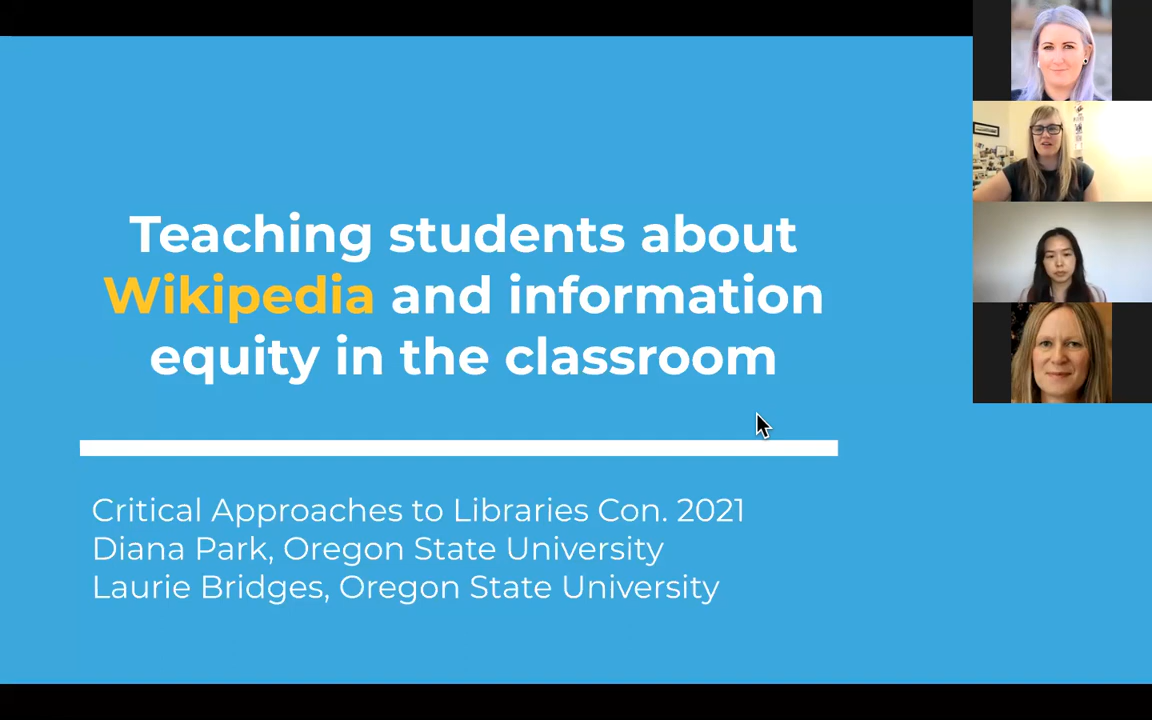 Teaching students about
Wikipedia and information
equity in the classroom
Critical Approaches to Libraries Con. 2021
Diana Park, Oregon State University
Laurie Bridges, Oregon State University